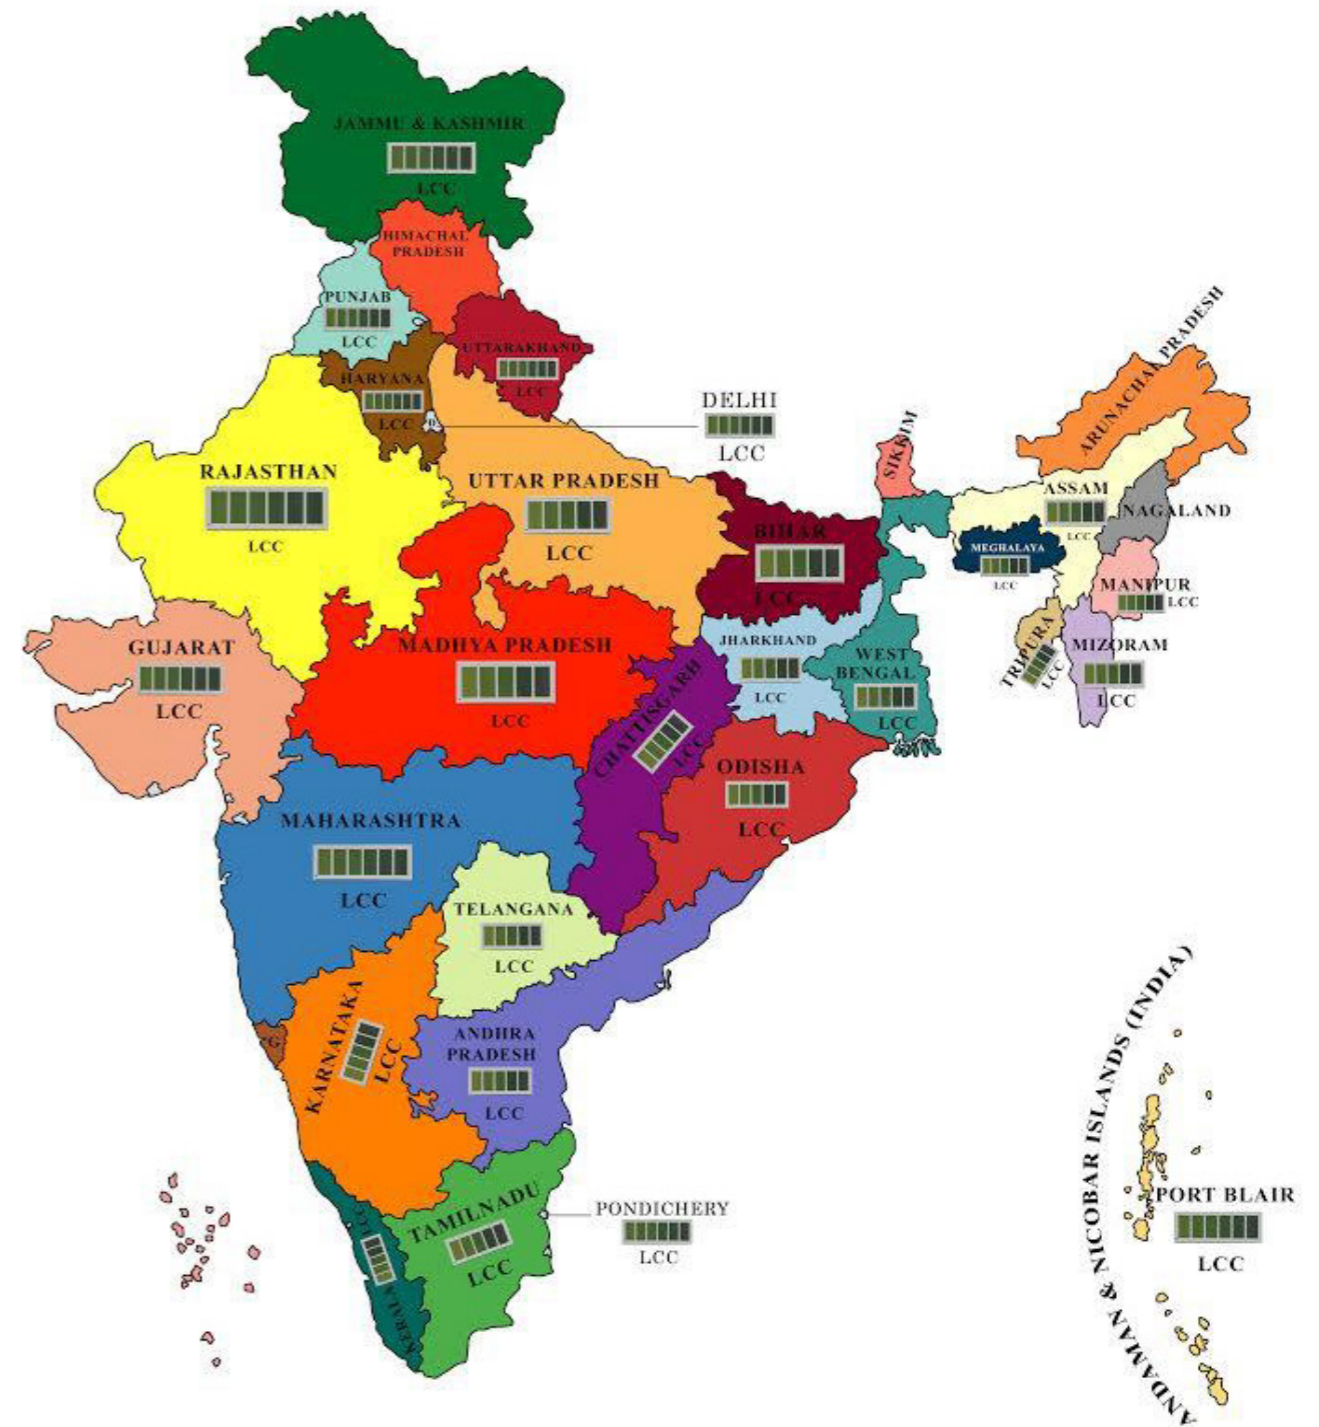 JAMMU & KASHMIR
LCC
HIMACHAL
PRADESH
PUNJAB
LCC
UTTARAKHAND
LCC
HARYANA
LCC
D
DELHI
LCC
RAJASTHAN
LCC
UTTAR PRADESH
LCC
BIHAR
LCC
SIKKIM
ARUNACHAL PRADESH
ASSAM
LCC
NAGALAND
MEGHALAYA
LCC
MANIPUR
LCC
TRIPURA
LCC
MIZORAM
LCC
GUJARAT
LCC
MADHYA PRADESH
LCC
CHATTISGARH
LCC
JHARKHAND
LCC
WEST
BENGAL
LCC
ODISHA
LCC
MAHARASHTRA
LCC
TELANGANA
LCC
G
KARNATAKA
LCC
ANDHRA
PRADESH
LCC
TAMILNADU
LCC
PONDICHERY
LCC
KERALA
LCC
ANDAMAN & NICOBAR ISLANDS (INDIA)
PORT BLAIR
LCC